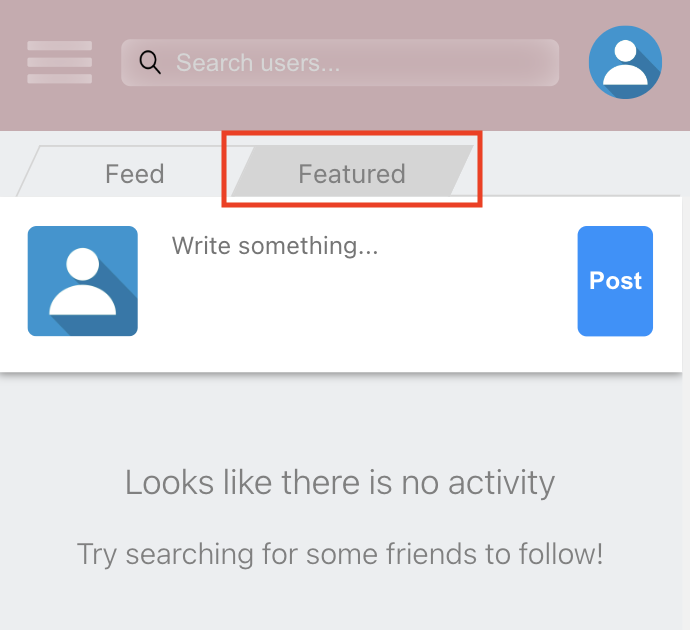 Search users...
Feed
Featured
Write something...
Post
Looks like there is no activity
Try searching for some friends to follow!